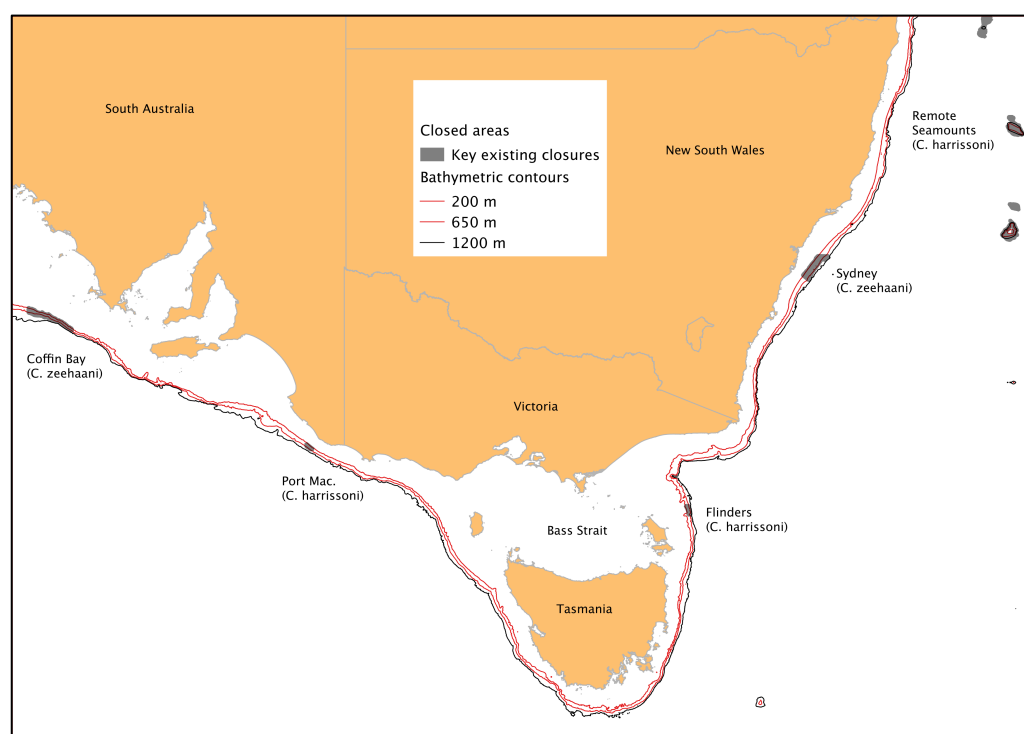 South Australia
Remote
Seamounts
(C. harrissoni)
Closed areas
Key existing closures
Bathymetric contours
200 m
650 m
1200 m
New South Wales
Sydney
(C. zeehaani)
Coffin Bay
(C. zeehaani)
Victoria
Port Mac.
(C. harrissoni)
Flinders
(C. harrissoni)
Bass Strait
Tasmania